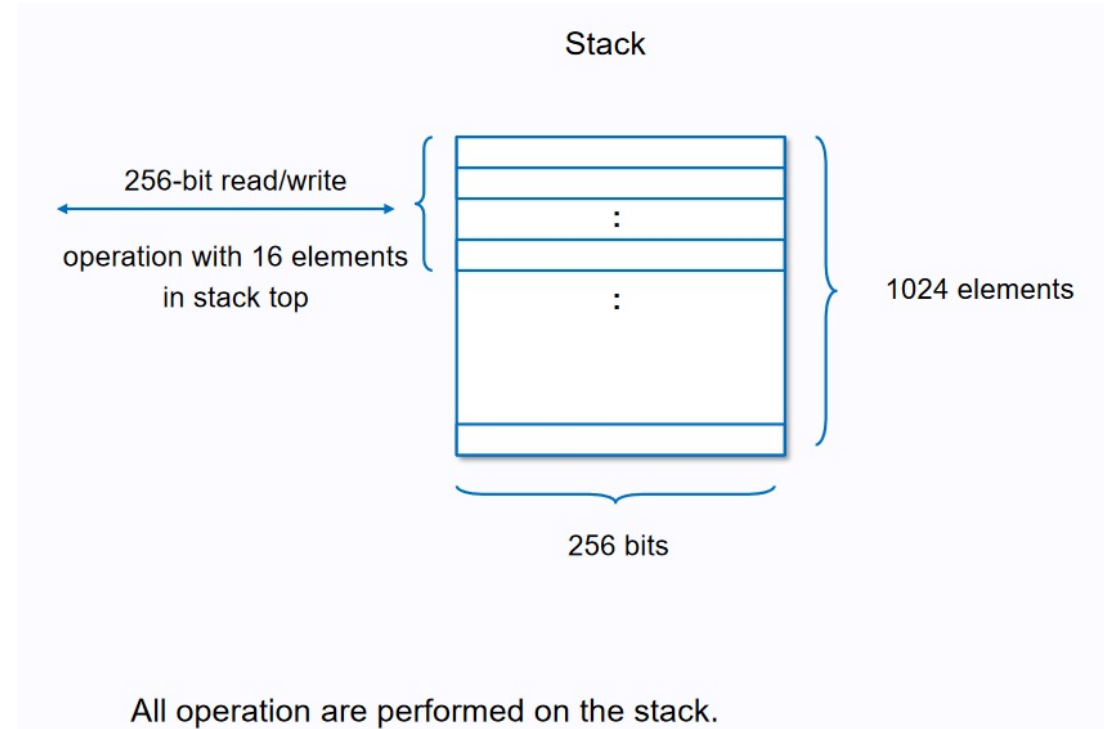 Stack
256-bit read/write
operation with 16 elements
in stack top
:
:
1024 elements
256 bits
All operation are performed on the stack.